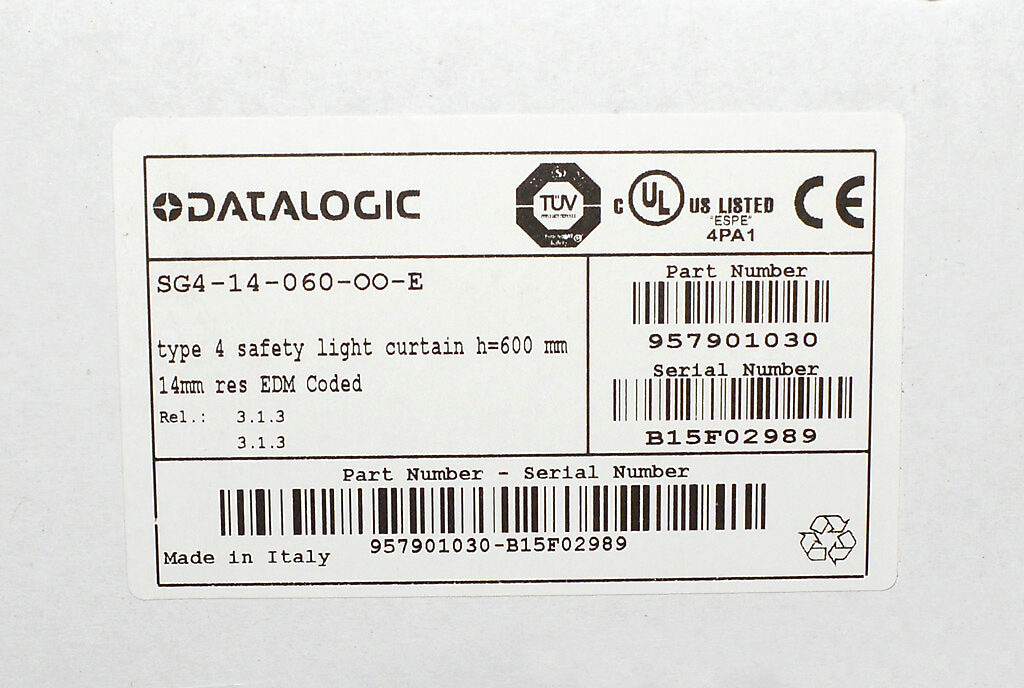 DATALOGIC
TÜV
C UL US LISTED
"ESPE"
4PA1
CE
SG4-14-060-OO-E
type 4 safety light curtain h=600 mm
14mm res EDM Coded
Rel.: 3.1.3
3.1.3
Part Number
957901030
Serial Number
B15F02989
Part Number - Serial Number
957901030-B15F02989
Made in Italy